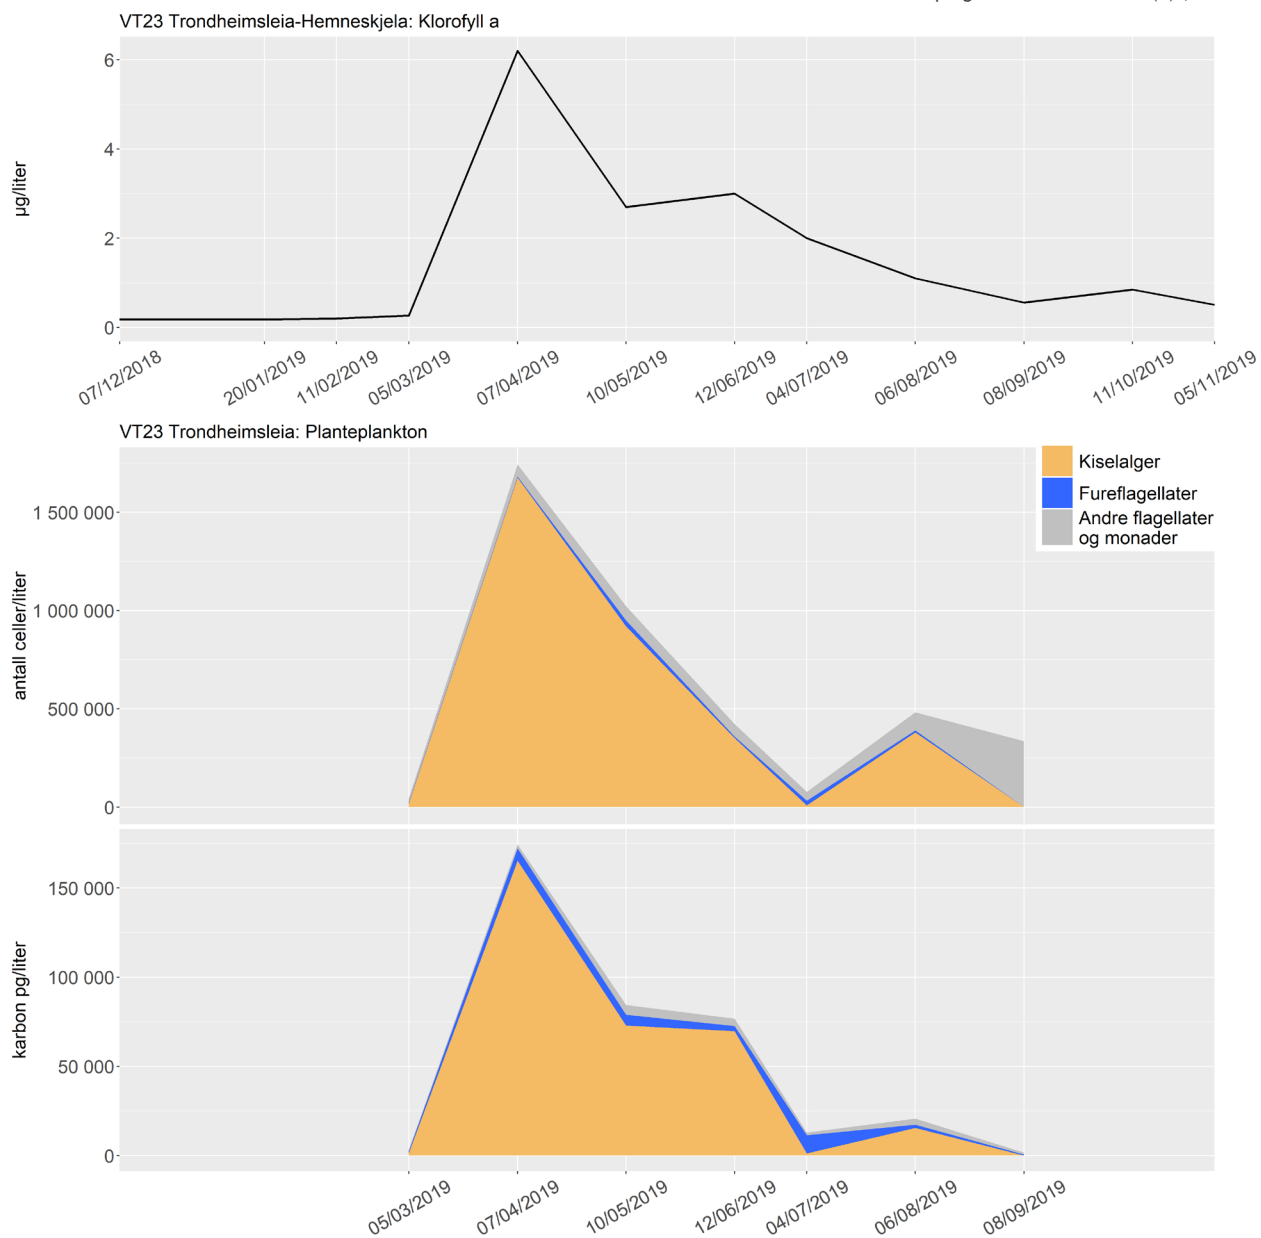 VT23 Trondheimsleia-Hemneskjela: Klorofyll a
µg/liter
6
4
2
0
07/12/2018
20/01/2019
11/02/2019
05/03/2019
07/04/2019
10/05/2019
12/06/2019
04/07/2019
06/08/2019
08/09/2019
11/10/2019
05/11/2019
VT23 Trondheimsleia: Planteplankton
Kiselalger
Fureflagellater
Andre flagellater
og monader
antall celler/liter
1 500 000
1 000 000
500 000
0
karbon pg/liter
150 000
100 000
50 000
0
05/03/2019
07/04/2019
10/05/2019
12/06/2019
04/07/2019
06/08/2019
08/09/2019